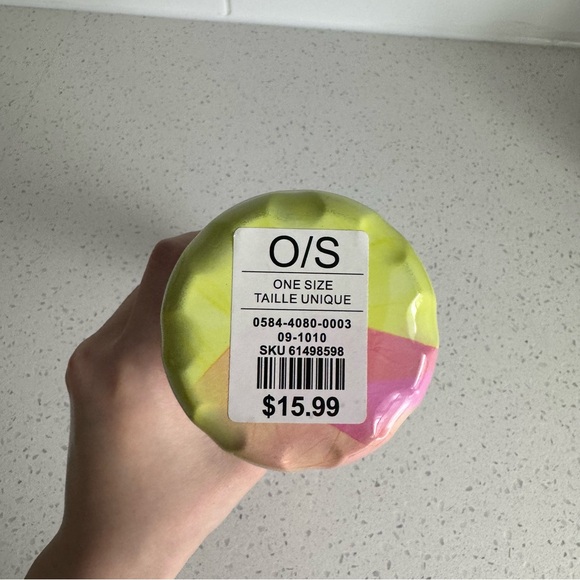 O/S
ONE SIZE
TAILLE UNIQUE
0584-4080-0003
09-1010
SKU 61498598
$15.99